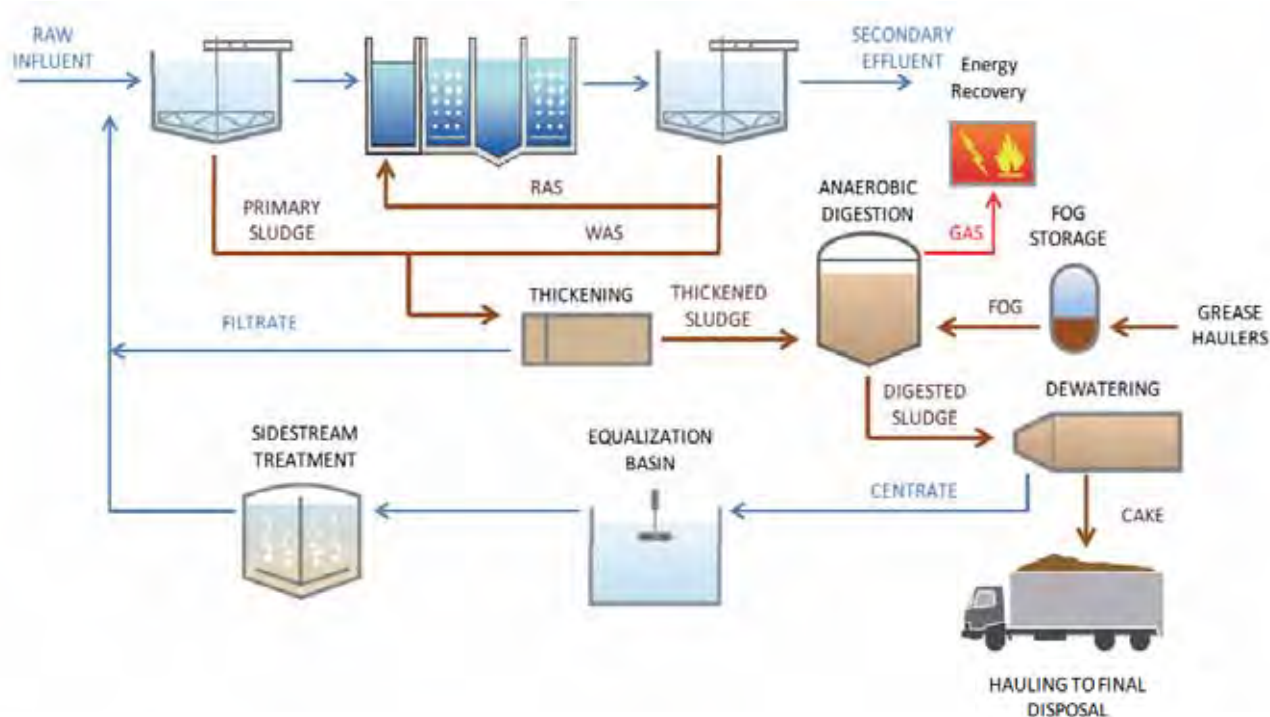 RAW
INFLUENT
SECONDARY
EFFLUENT
Energy
Recovery
RAS
PRIMARY
SLUDGE
WAS
ANAEROBIC
DIGESTION
GAS
FOG
STORAGE
THICKENING
THICKENED
SLUDGE
FOG
GREASE
HAULERS
FILTRATE
DIGESTED
SLUDGE
DEWATERING
SIDESTREAM
TREATMENT
EQUALIZATION
BASIN
CENTRATE
CAKE
HAULING TO FINAL
DISPOSAL